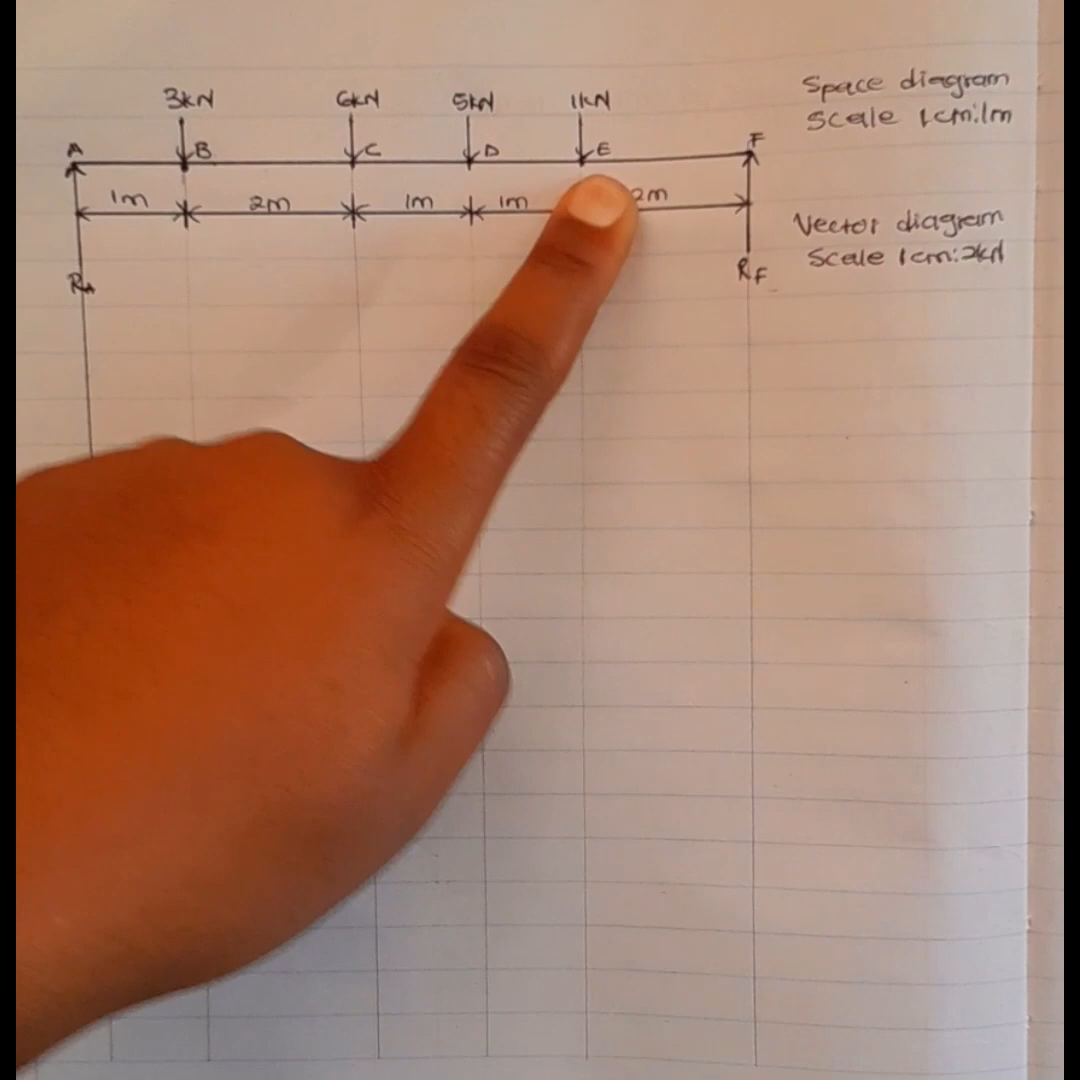 3kN 6kN 5kN 1kN
A B C D E F
1m 2m 1m 1m 2m
RA RF
Space diagram
Scale 1cm:1m
Vector diagram
Scale 1cm:2kN